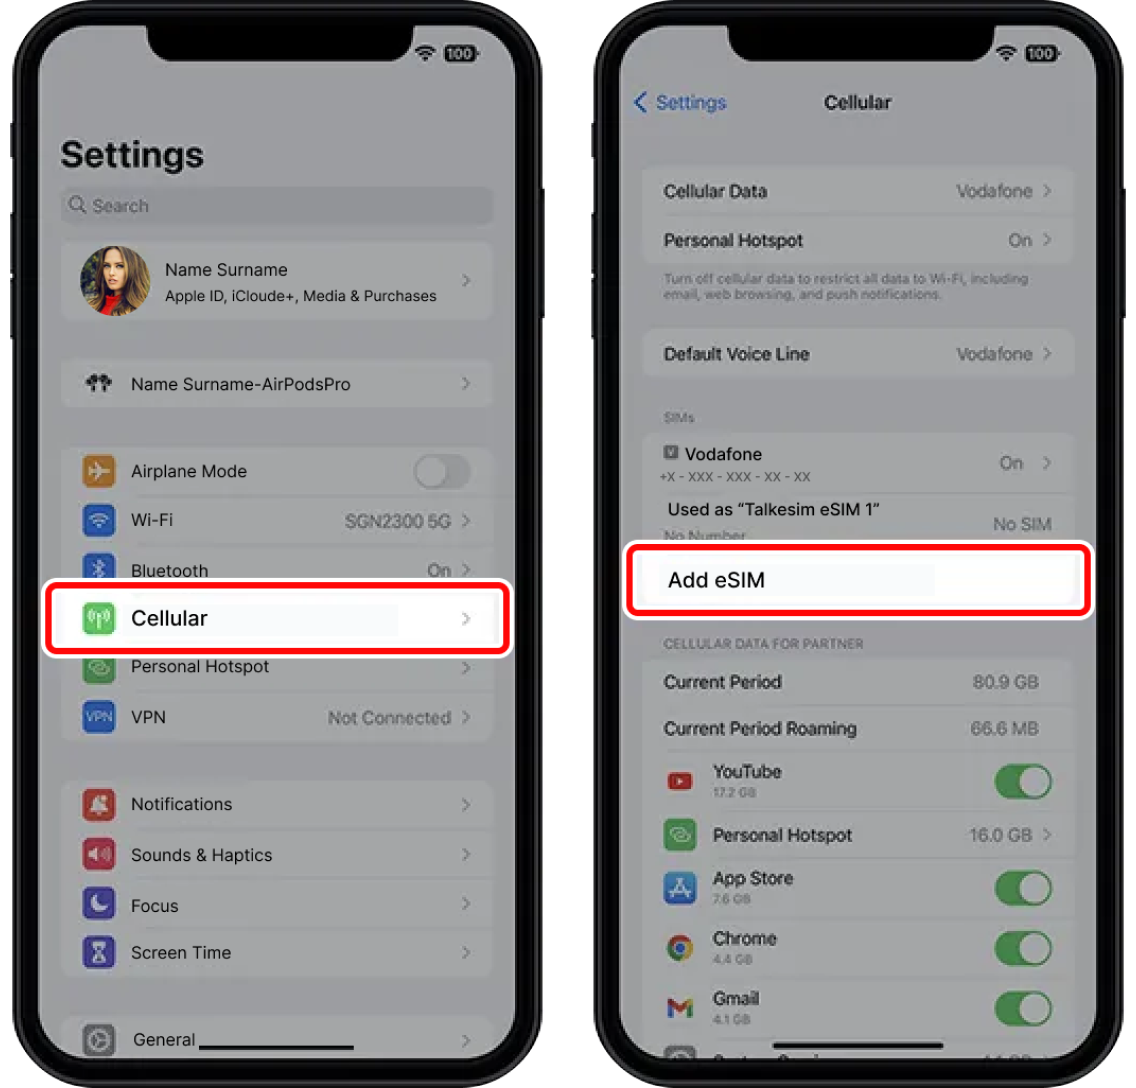 100
Settings
Search
Name Surname
Apple ID, iCloude+, Media & Purchases
Name Surname-AirPodsPro
Airplane Mode
Wi-Fi SGN2300 5G
Bluetooth On
Cellular
Personal Hotspot
VPN VPN Not Connected
Notifications
Sounds & Haptics
Focus
Screen Time
General
100
Settings Cellular
Cellular Data Vodafone
Personal Hotspot On
Turn off cellular data to restrict all data to Wi-Fi, including
email, web browsing, and push notifications.
Default Voice Line Vodafone
SIMs
V Vodafone On
+X - XXX - XXX - XX - XX
Used as “Talkesim eSIM 1”
No Number No SIM
Add eSIM
CELLULAR DATA FOR PARTNER
Current Period 80.9 GB
Current Period Roaming 66.6 MB
YouTube
17.2 GB
Personal Hotspot 16.0 GB
App Store
7.6 GB
Chrome
4.4 GB
Gmail
4.1 GB